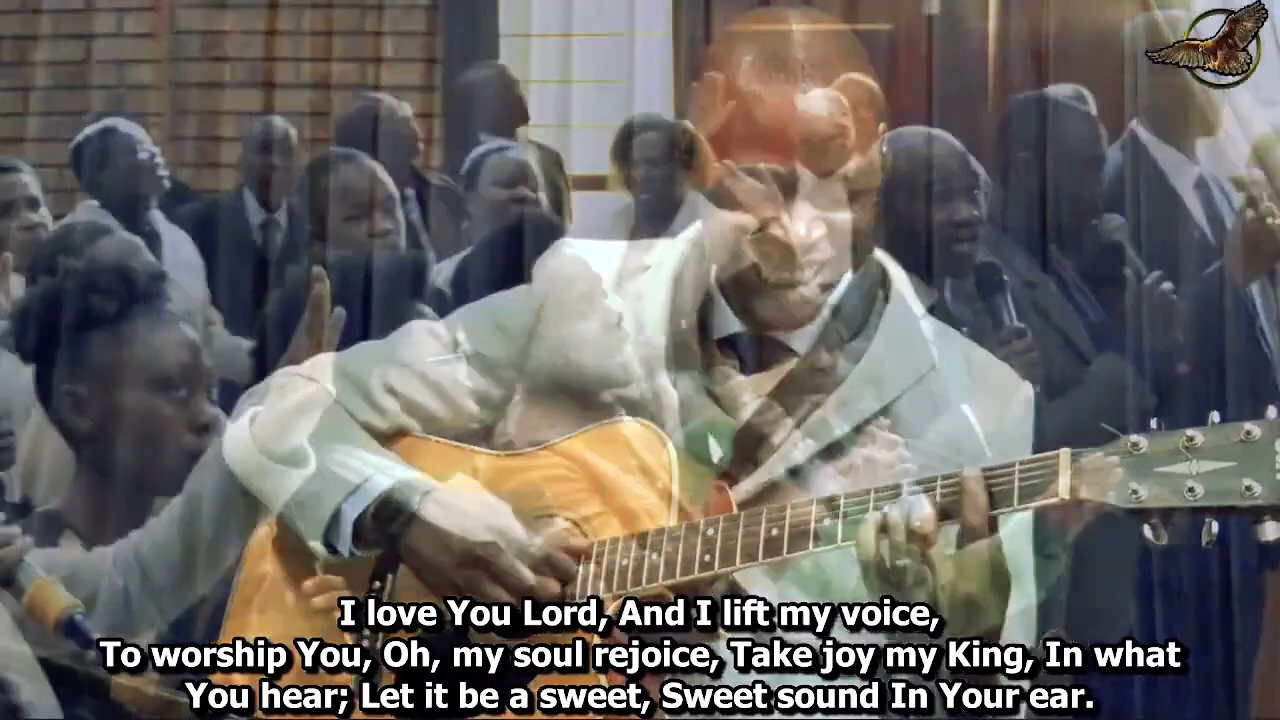 I love You Lord, And I lift my voice,
To worship You, Oh, my soul rejoice, Take joy my King, In what
You hear; Let it be a sweet, Sweet sound In Your ear.